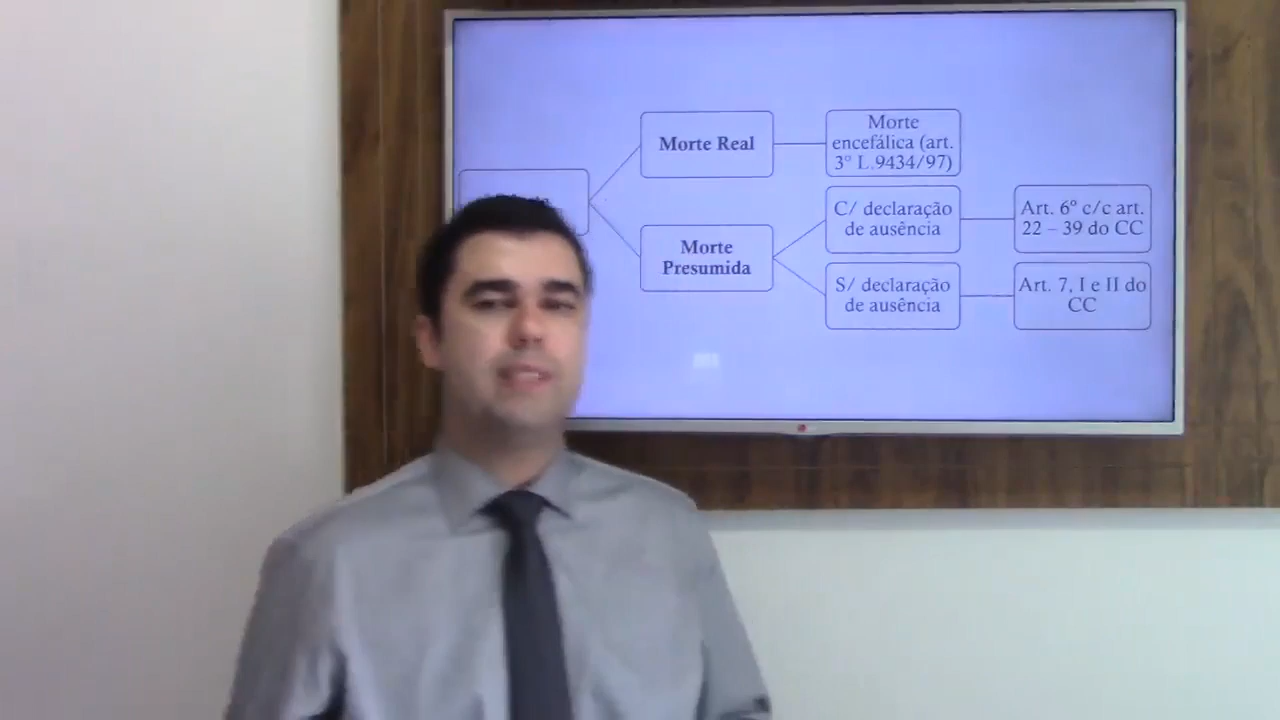 Morte Real
Morte
encefálica (art.
3º L.9434/97)
Morte
Presumida
C/ declaração
de ausência
Art. 6º c/c art.
22 – 39 do CC
S/ declaração
de ausência
Art. 7, I e II do
CC